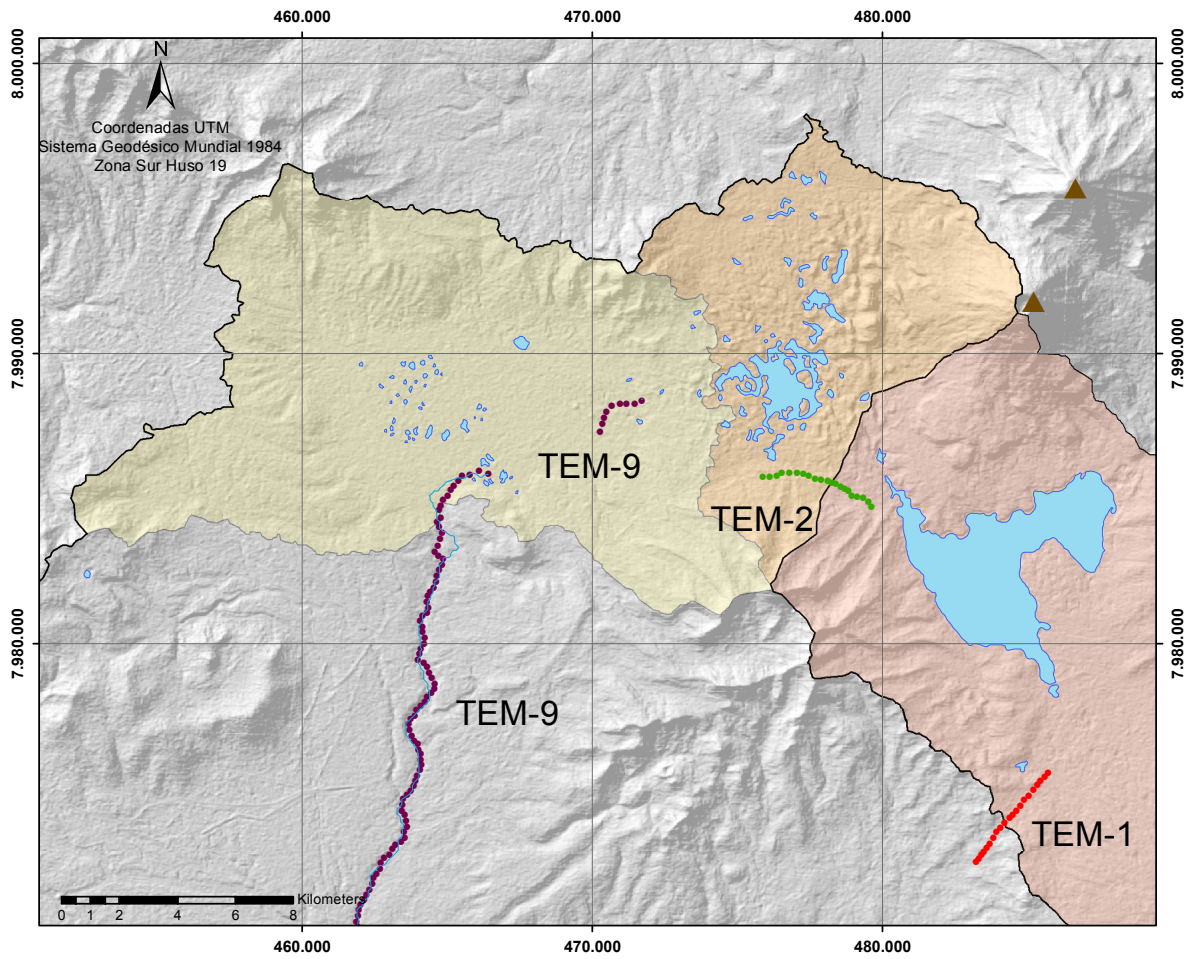 460.000
470.000
480.000
8.000.000
8.000.000
N
Coordenadas UTM
Sistema Geodésico Mundial 1984
Zona Sur Huso 19
7.990.000
7.990.000
TEM-9
TEM-2
7.980.000
7.980.000
TEM-9
TEM-1
Kilometers
0 1 2 4 6 8
460.000
470.000
480.000